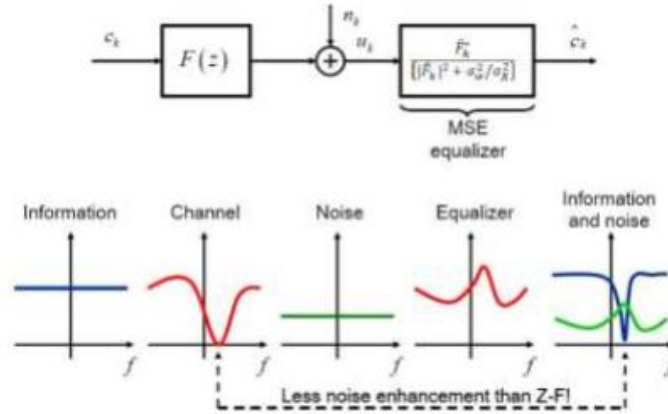 n_k
c_k
F(z)
u_k
ĉ_k
MSE
equalizer
Information
Channel
Noise
Equalizer
Information
and noise
f
f
f
f
f
Less noise enhancement than Z-F!